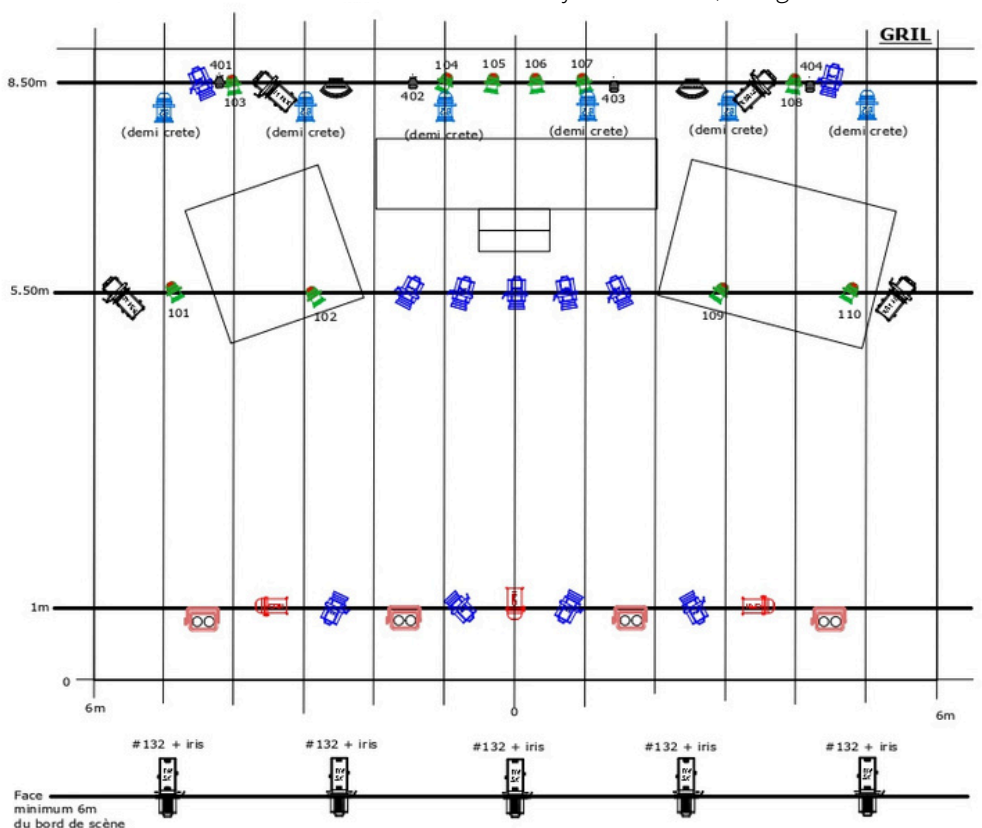 GRIL
8.50m
401
103
104
105
106
107
402
403
404
108
(demi crete)
(demi crete)
(demi crete)
(demi crete)
(demi crete)
(demi crete)
5.50m
101
102
109
110
1m
0
6m
0
6m
#132 + iris
#132 + iris
#132 + iris
#132 + iris
#132 + iris
Face
minimum 6m
du bord de scène